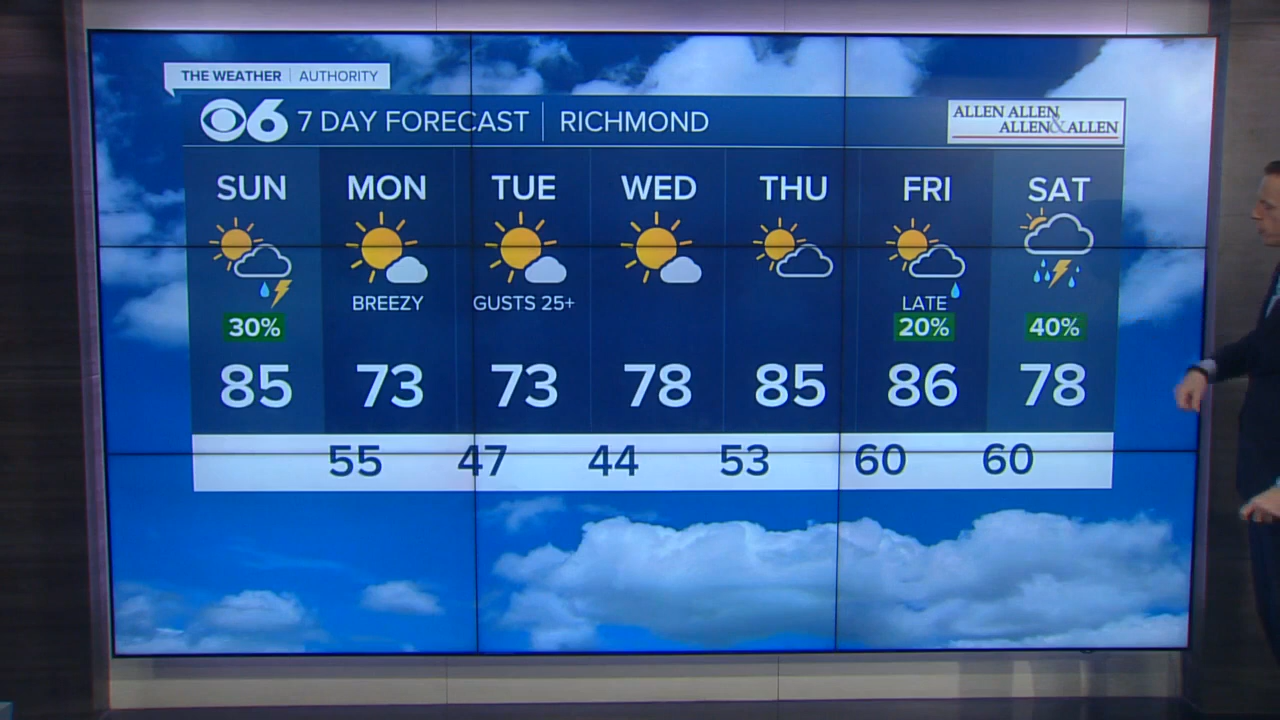 THE WEATHER | AUTHORITY
6 7 DAY FORECAST | RICHMOND
ALLEN ALLEN
ALLEN & ALLEN
SUN MON TUE WED THU FRI SAT
BREEZY GUSTS 25+ LATE
30% 20% 40%
85 73 73 78 85 86 78
55 47 44 53 60 60